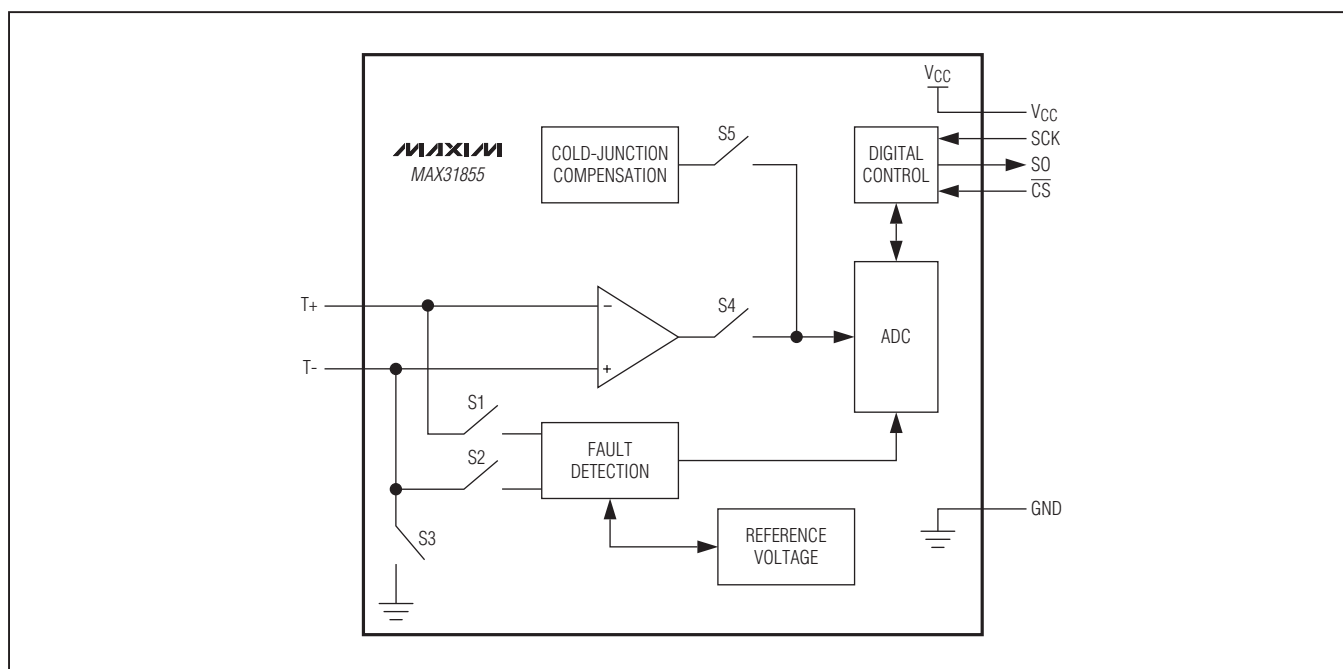 VCC
VCC
SCK
SO
CS
MAXIM
MAX31855
COLD-JUNCTION
COMPENSATION
S5
DIGITAL
CONTROL
T+
T-
−
+
S4
ADC
S1
S2
S3
FAULT
DETECTION
REFERENCE
VOLTAGE
GND